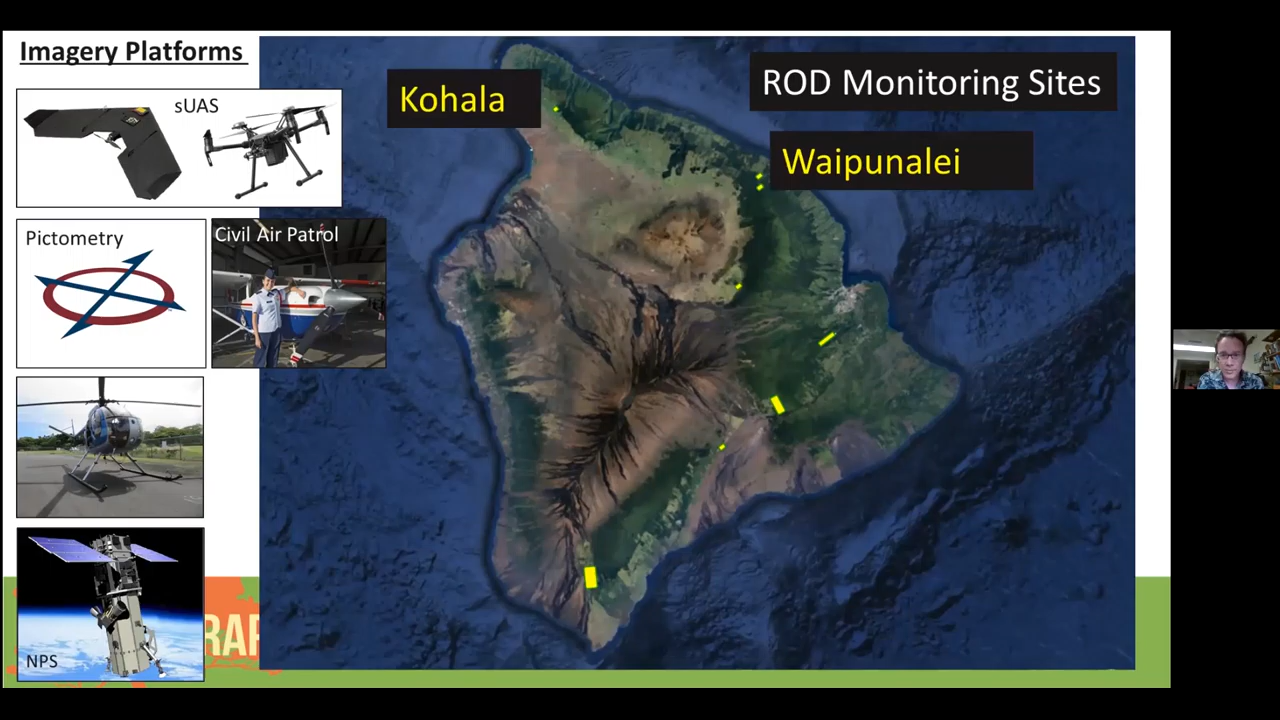 Imagery Platforms
sUAS
Kohala
ROD Monitoring Sites
Waipunalei
Pictometry
Civil Air Patrol
NPS